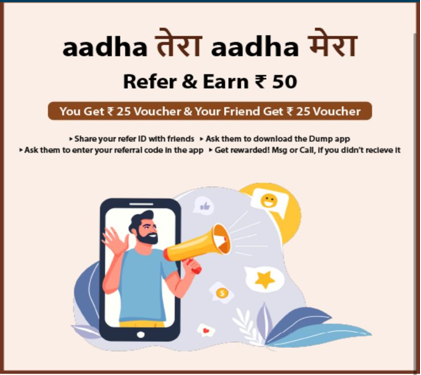 aadha तेरा aadha मेरा
Refer & Earn ₹ 50
You Get ₹ 25 Voucher & Your Friend Get ₹ 25 Voucher
▸ Share your refer ID with friends ▸ Ask them to download the Dump app
▸ Ask them to enter your referral code in the app ▸ Get rewarded! Msg or Call, if you didn't recieve it